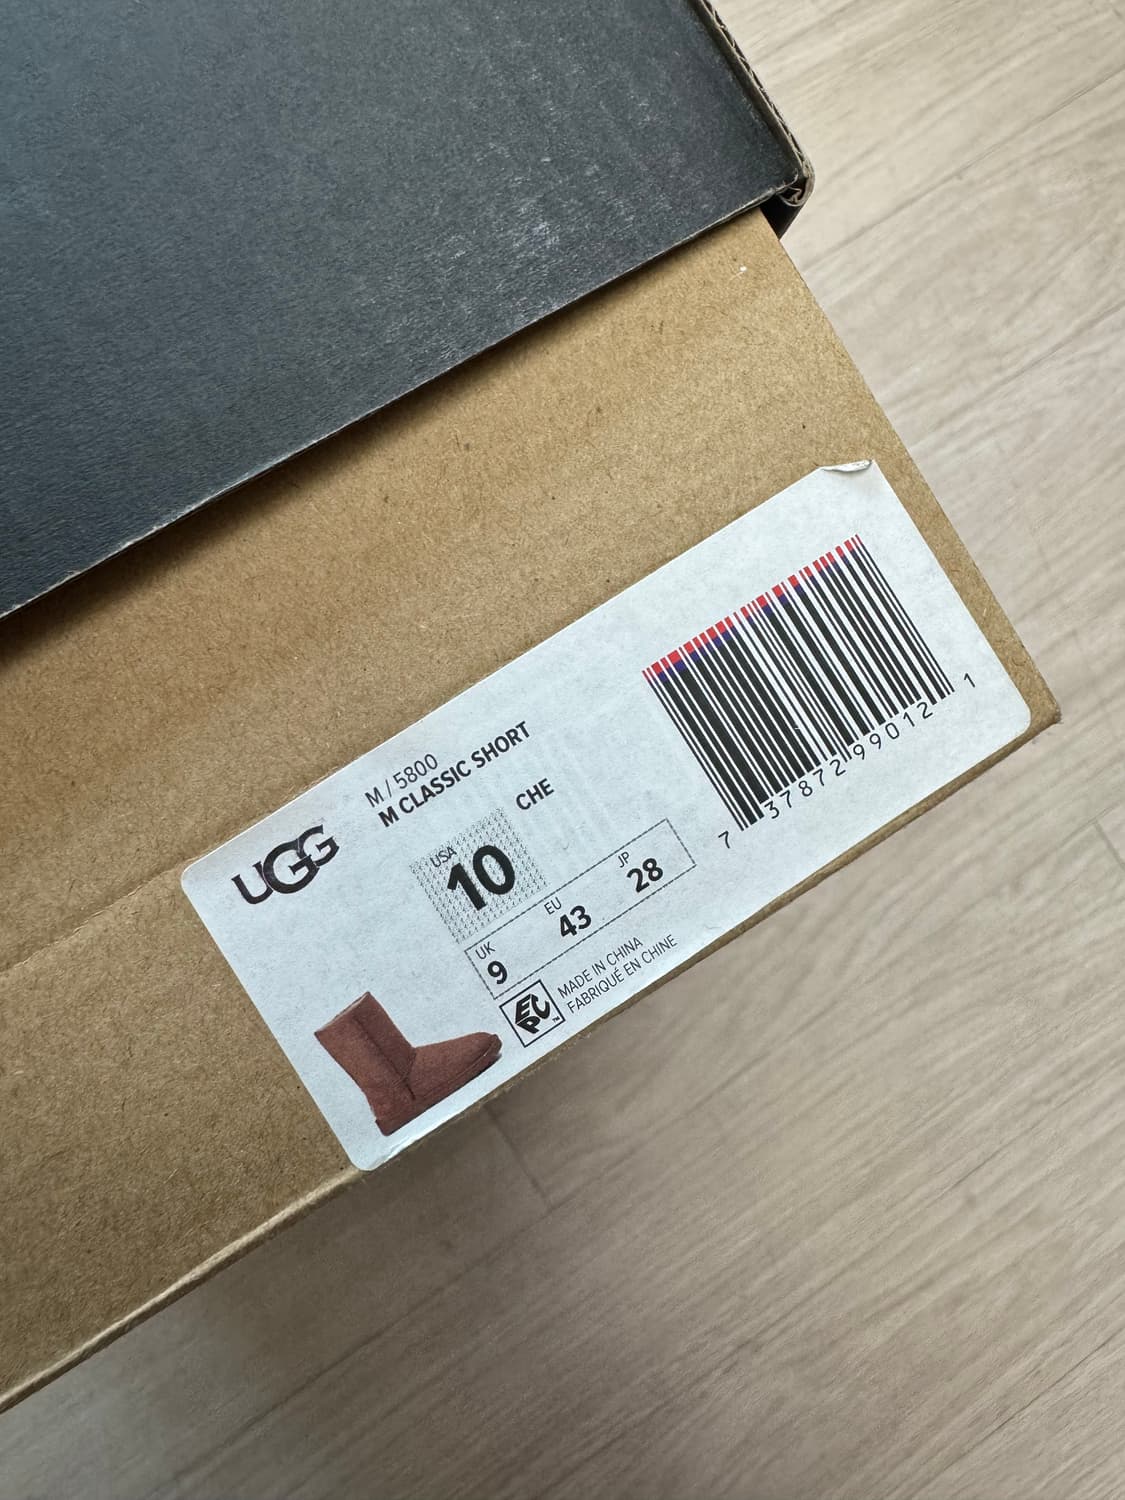 UGG
M / 5800
M CLASSIC SHORT
CHE
USA
10
UK
9
EU
43
JP
28
EPC™
MADE IN CHINA
FABRIQUÉ EN CHINE
7 37872 99012 1